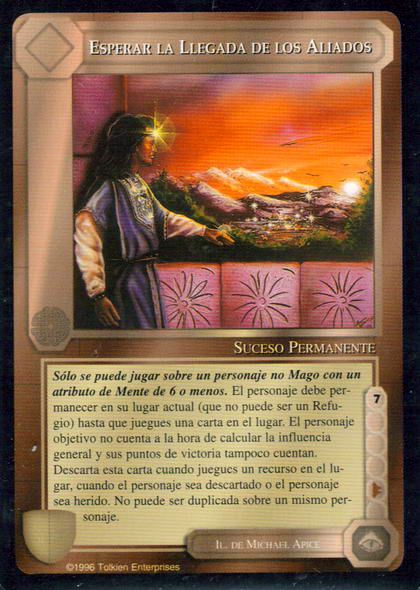 Esperar la Llegada de los Aliados
Suceso Permanente
Sólo se puede jugar sobre un personaje no Mago con un
atributo de Mente de 6 o menos. El personaje debe per-
manecer en su lugar actual (que no puede ser un Refu-
gio) hasta que juegues una carta en el lugar. El personaje
objetivo no cuenta a la hora de calcular la influencia
general y sus puntos de victoria tampoco cuentan.
Descarta esta carta cuando juegues un recurso en el lu-
gar, cuando el personaje sea descartado o el personaje
sea herido. No puede ser duplicada sobre un mismo per-
sonaje.
7
Il. de Michael Apice
©1996 Tolkien Enterprises